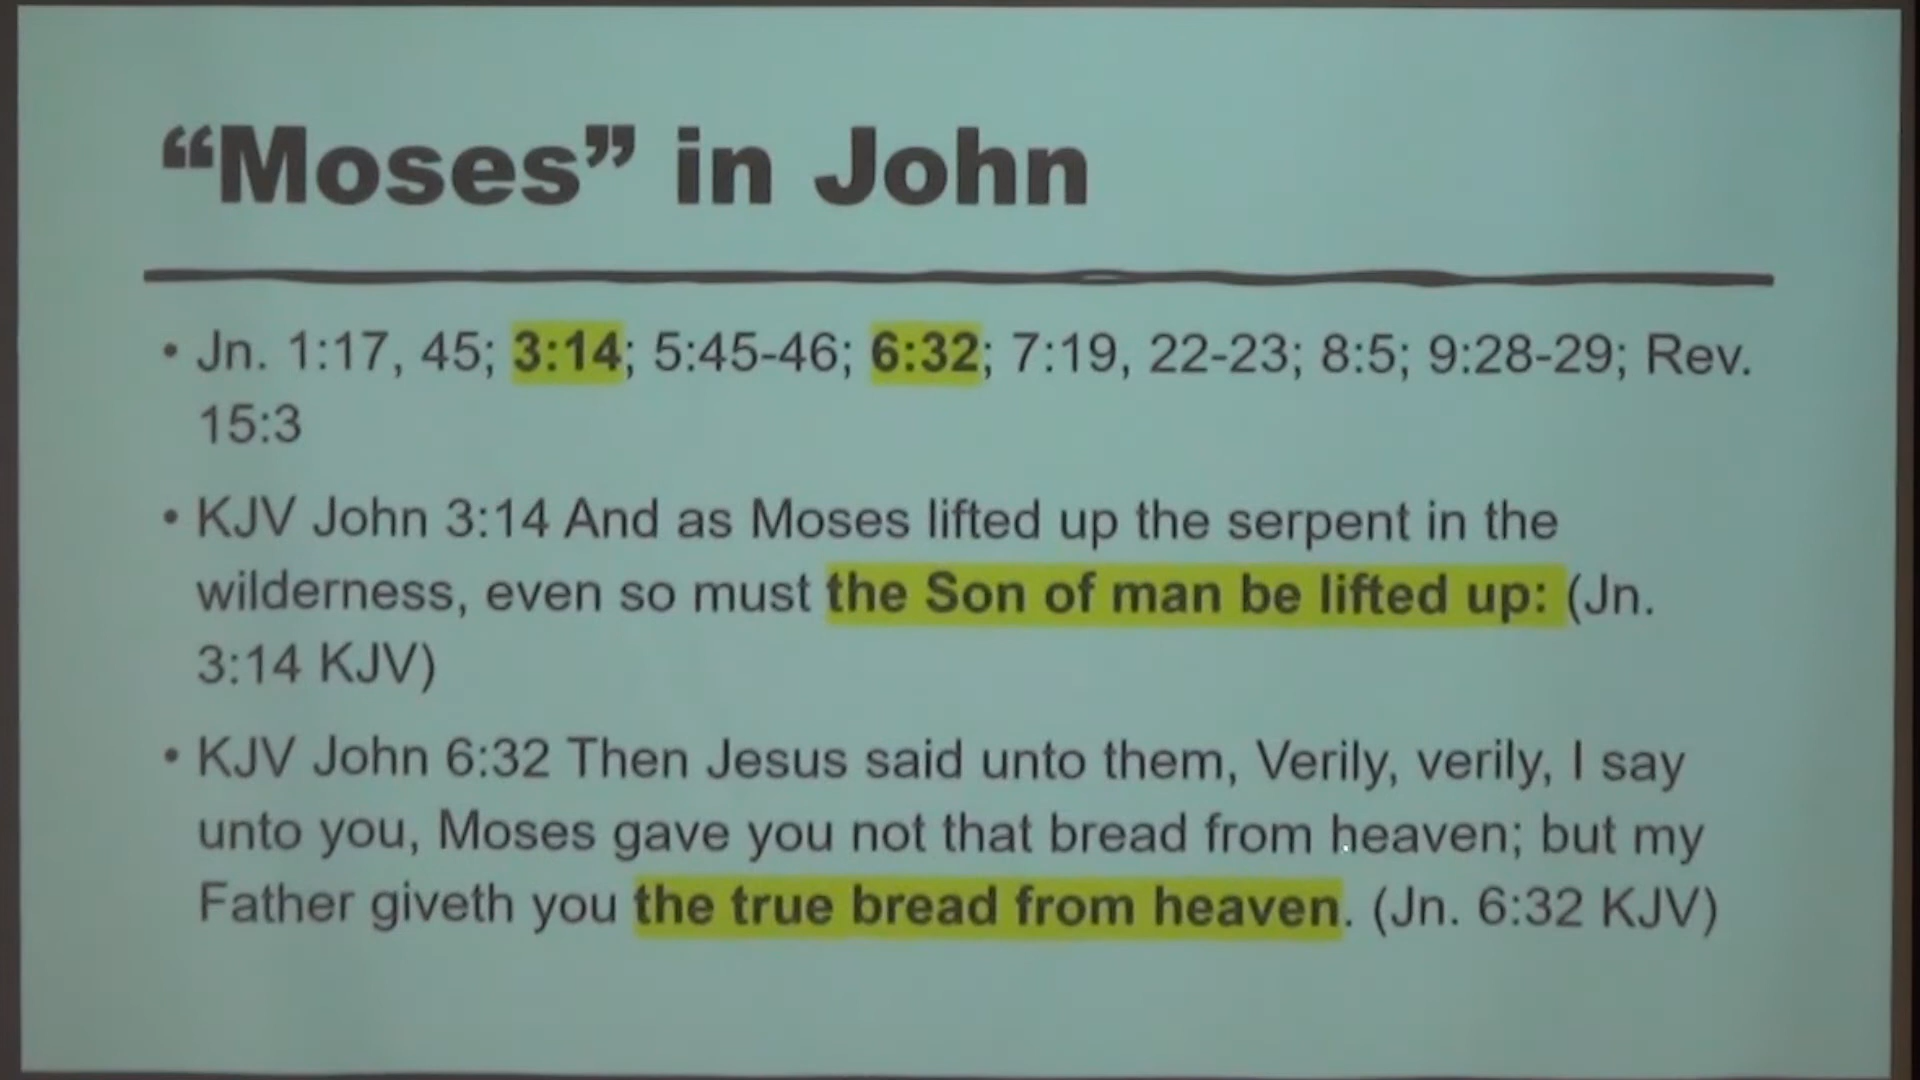 “Moses” in John
• Jn. 1:17, 45; 3:14; 5:45-46; 6:32; 7:19, 22-23; 8:5; 9:28-29; Rev.
15:3
• KJV John 3:14 And as Moses lifted up the serpent in the
wilderness, even so must the Son of man be lifted up: (Jn.
3:14 KJV)
• KJV John 6:32 Then Jesus said unto them, Verily, verily, I say
unto you, Moses gave you not that bread from heaven; but my
Father giveth you the true bread from heaven. (Jn. 6:32 KJV)